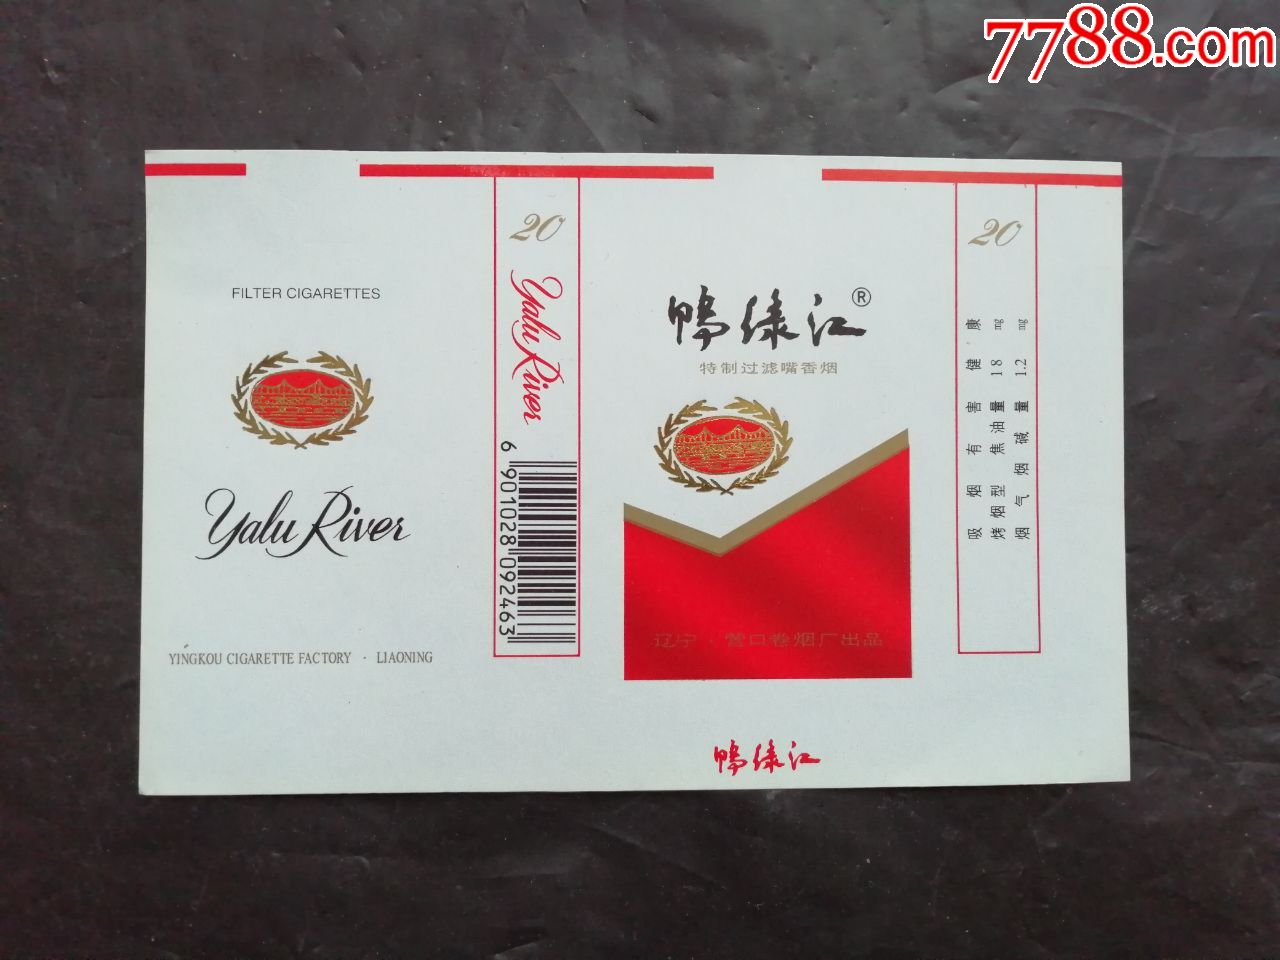 7788.com
FILTER CIGARETTES
Yalu River
YINGKOU CIGARETTE FACTORY · LIAONING
20
Yalu River
6 901028 092463
鸭绿江®
特制过滤嘴香烟
辽宁·营口卷烟厂出品
鸭绿江
20
吸烟有害健康
烤烟型 焦油量 18 mg
烟气烟碱量 1.2 mg